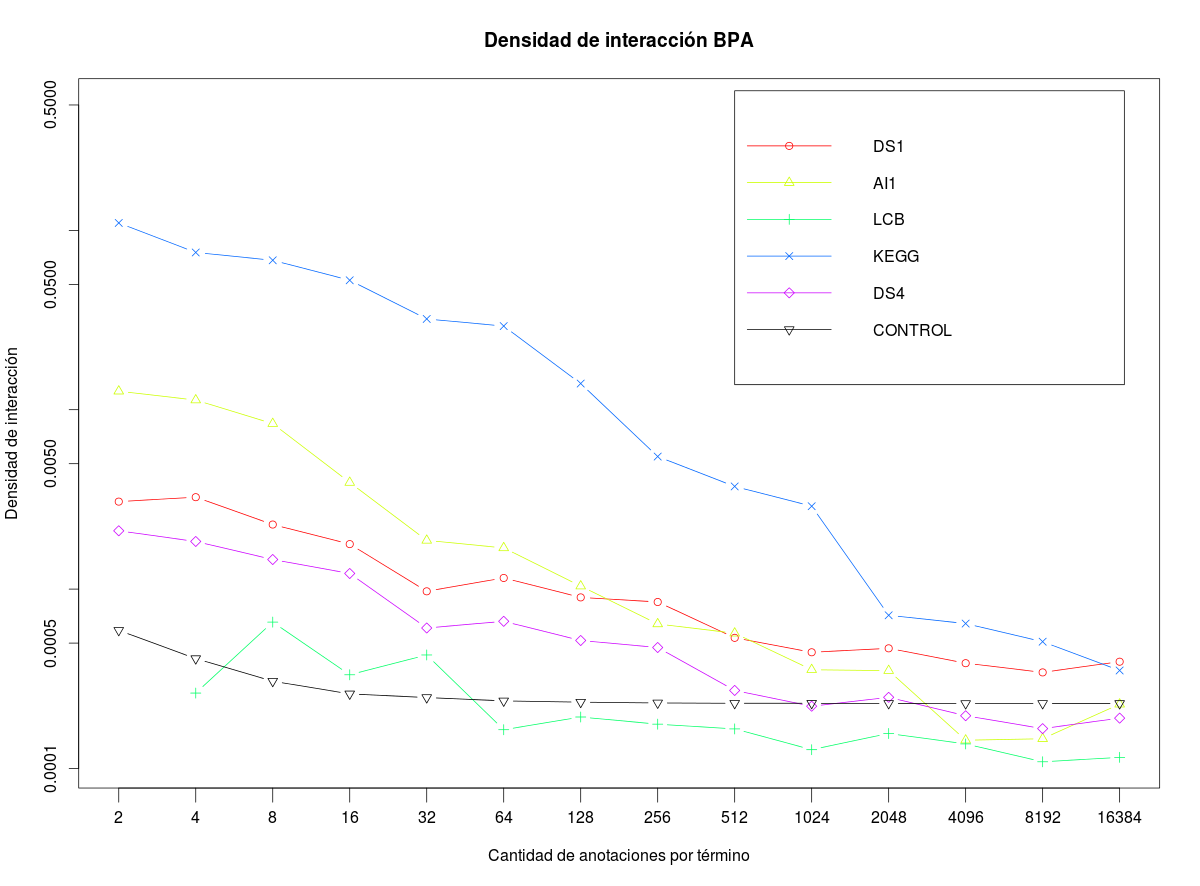 Densidad de interacción BPA
Densidad de interacción
0.5000
0.0500
0.0050
0.0005
0.0001
DS1
AI1
LCB
KEGG
DS4
CONTROL
2 4 8 16 32 64 128 256 512 1024 2048 4096 8192 16384
Cantidad de anotaciones por término